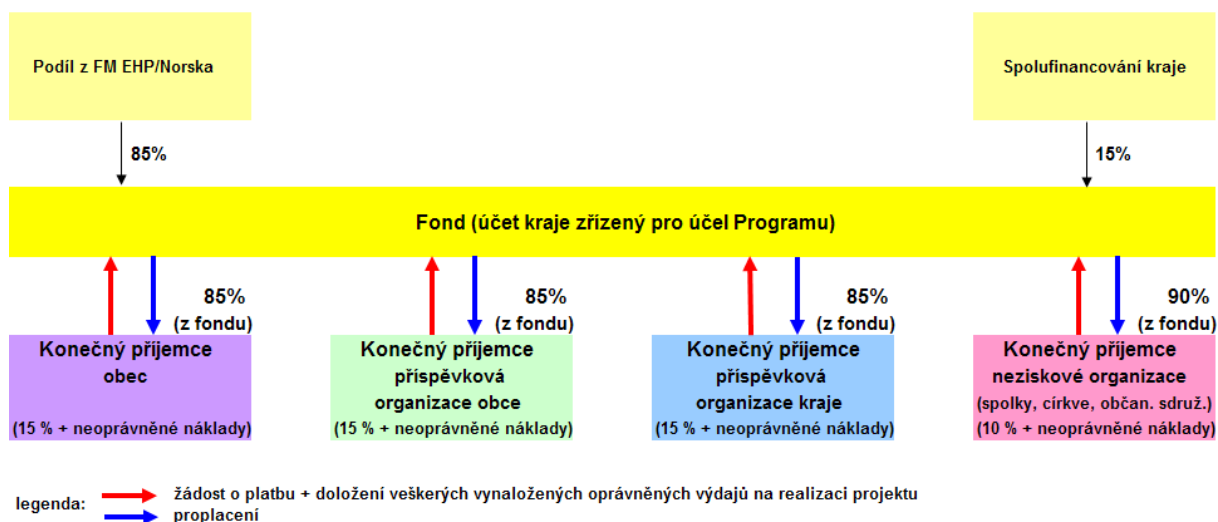 Podíl z FM EHP/Norska
Spolufinancování kraje
85%
15%
Fond (účet kraje zřízený pro účel Programu)
85%
(z fondu)
85%
(z fondu)
85%
(z fondu)
90%
(z fondu)
Konečný příjemce
obec
(15 % + neoprávněné náklady)
Konečný příjemce
příspěvková
organizace obce
(15 % + neoprávněné náklady)
Konečný příjemce
příspěvková
organizace kraje
(15 % + neoprávněné náklady)
Konečný příjemce
neziskové organizace
(spolky, církve, občan. sdruž.)
(10 % + neoprávněné náklady)
legenda:
žádost o platbu + doložení veškerých vynaložených oprávněných výdajů na realizaci projektu
proplacení